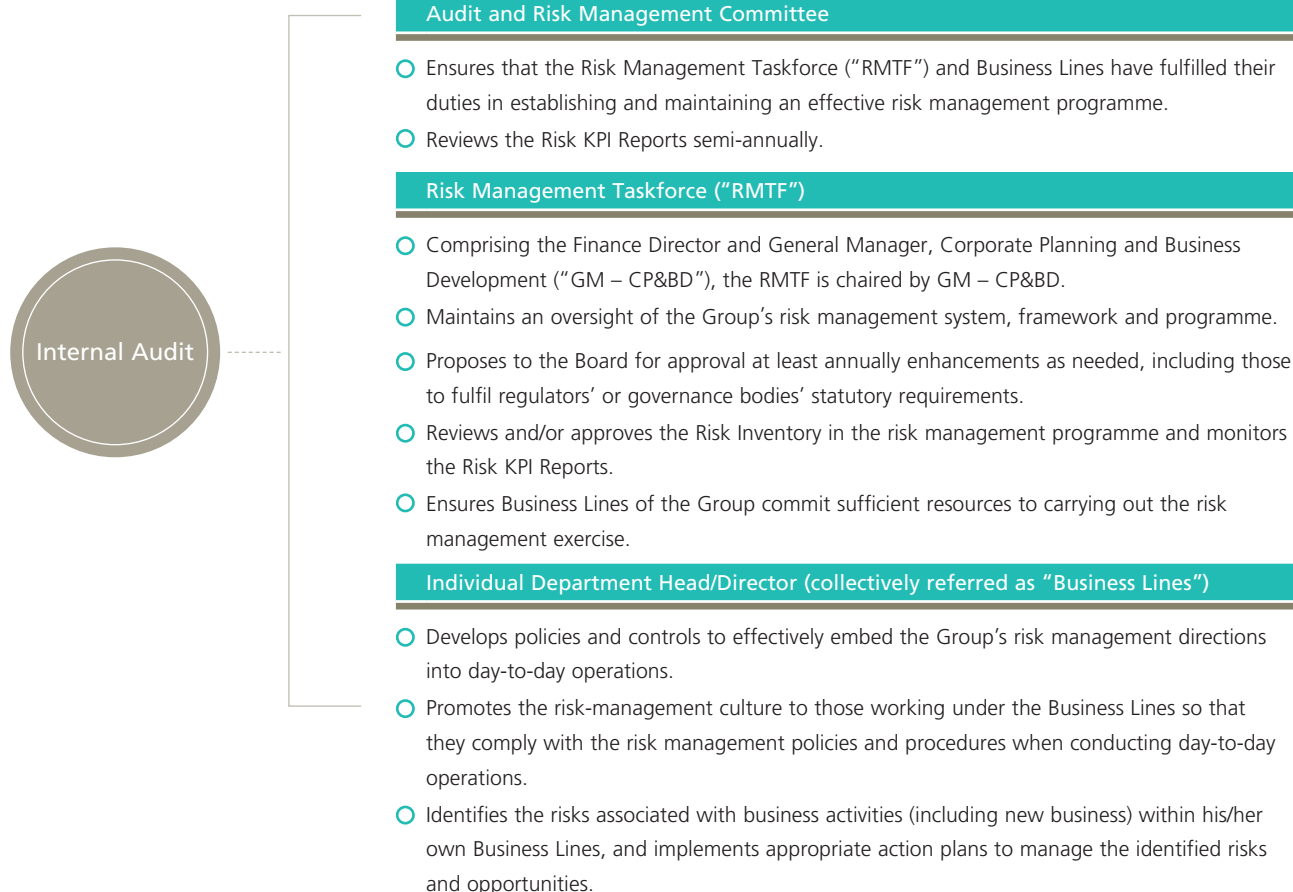 Audit and Risk Management Committee
Ensures that the Risk Management Taskforce (“RMTF”) and Business Lines have fulfilled their
duties in establishing and maintaining an effective risk management programme.
Reviews the Risk KPI Reports semi-annually.
Risk Management Taskforce (“RMTF”)
Comprising the Finance Director and General Manager, Corporate Planning and Business
Development (“GM – CP&BD”), the RMTF is chaired by GM – CP&BD.
Maintains an oversight of the Group’s risk management system, framework and programme.
Internal Audit
Proposes to the Board for approval at least annually enhancements as needed, including those
to fulfil regulators’ or governance bodies’ statutory requirements.
Reviews and/or approves the Risk Inventory in the risk management programme and monitors
the Risk KPI Reports.
Ensures Business Lines of the Group commit sufficient resources to carrying out the risk
management exercise.
Individual Department Head/Director (collectively referred as “Business Lines”)
Develops policies and controls to effectively embed the Group’s risk management directions
into day-to-day operations.
Promotes the risk-management culture to those working under the Business Lines so that
they comply with the risk management policies and procedures when conducting day-to-day
operations.
Identifies the risks associated with business activities (including new business) within his/her
own Business Lines, and implements appropriate action plans to manage the identified risks
and opportunities.